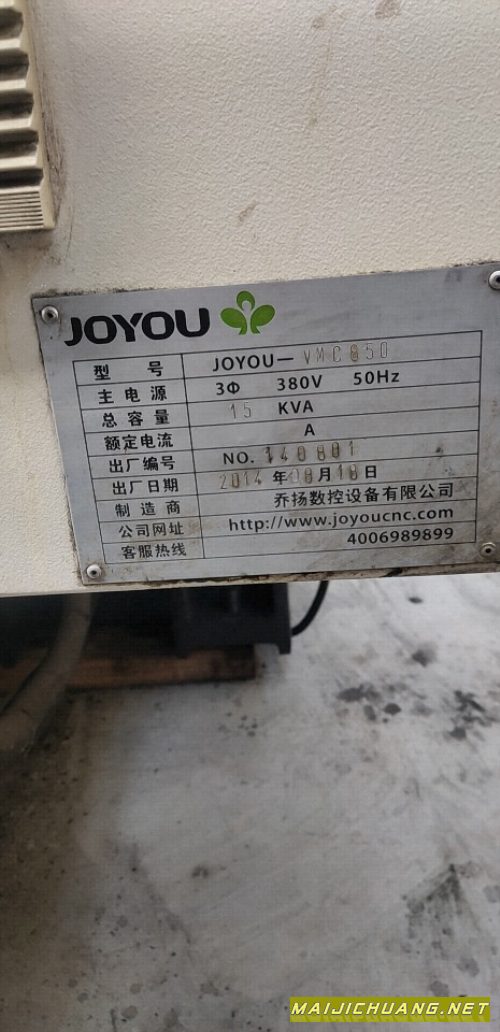 JOYOU
型 号 JOYOU—VMC850
主 电 源 3Φ 380V 50Hz
总 容 量 15 KVA
额定电流 A
出厂编号 NO. 140801
出厂日期 2014 年 08 月 18 日
制 造 商 乔扬数控设备有限公司
公司网址 http://www.joyoucnc.com
客服热线 4006989899
MAIJICHUANG.NET